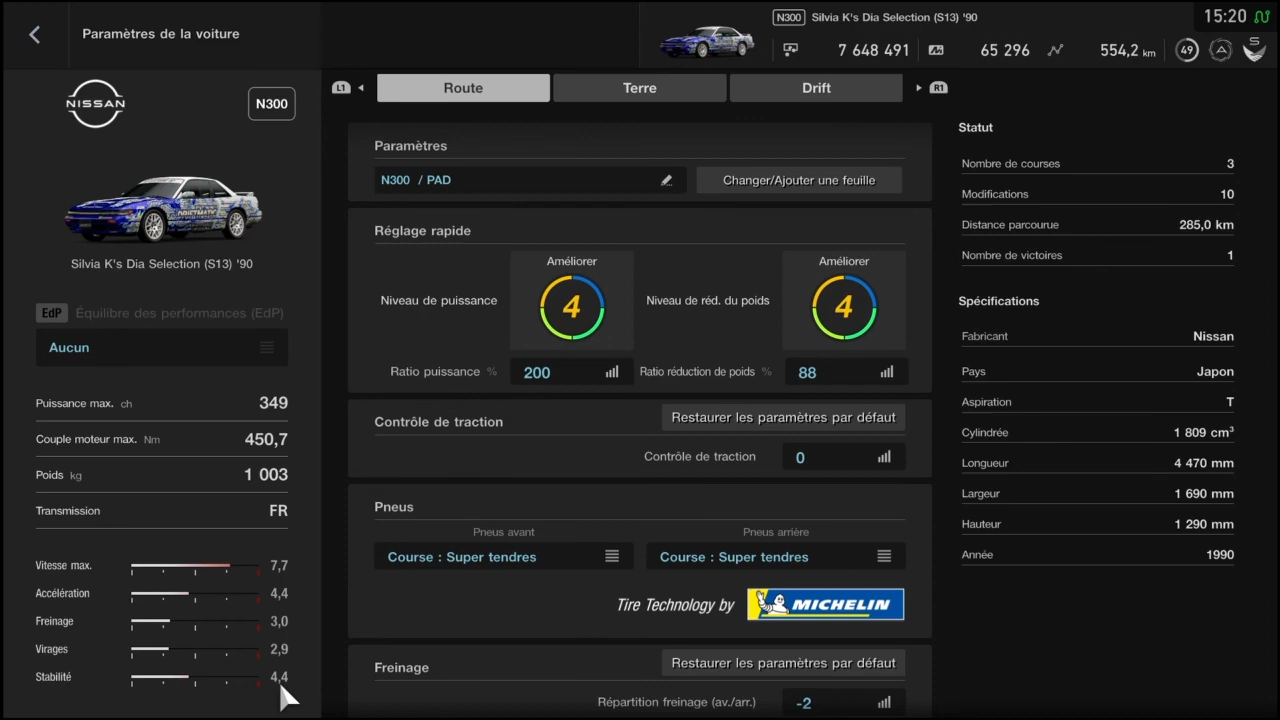 Paramètres de la voiture
N300 Silvia K's Dia Selection (S13) '90
15:20
7 648 491 65 296 554,2 km 49 A S
NISSAN
N300
DRIFTMATE
Silvia K's Dia Selection (S13) '90
EdP Équilibre des performances (EdP)
Aucun
Puissance max. ch 349
Couple moteur max. Nm 450,7
Poids kg 1 003
Transmission FR
Vitesse max. 7,7
Accélération 4,4
Freinage 3,0
Virages 2,9
Stabilité 4,4
L1 Route Terre Drift R1
Paramètres
N300 / PAD Changer/Ajouter une feuille
Réglage rapide
Améliorer Améliorer
Niveau de puissance 4 Niveau de réd. du poids 4
Ratio puissance % 200 Ratio réduction de poids % 88
Contrôle de traction Restaurer les paramètres par défaut
Contrôle de traction 0
Pneus
Pneus avant Pneus arrière
Course : Super tendres Course : Super tendres
Tire Technology by MICHELIN
Freinage Restaurer les paramètres par défaut
Répartition freinage (av./arr.) -2
Statut
Nombre de courses 3
Modifications 10
Distance parcourue 285,0 km
Nombre de victoires 1
Spécifications
Fabricant Nissan
Pays Japon
Aspiration T
Cylindrée 1 809 cm³
Longueur 4 470 mm
Largeur 1 690 mm
Hauteur 1 290 mm
Année 1990